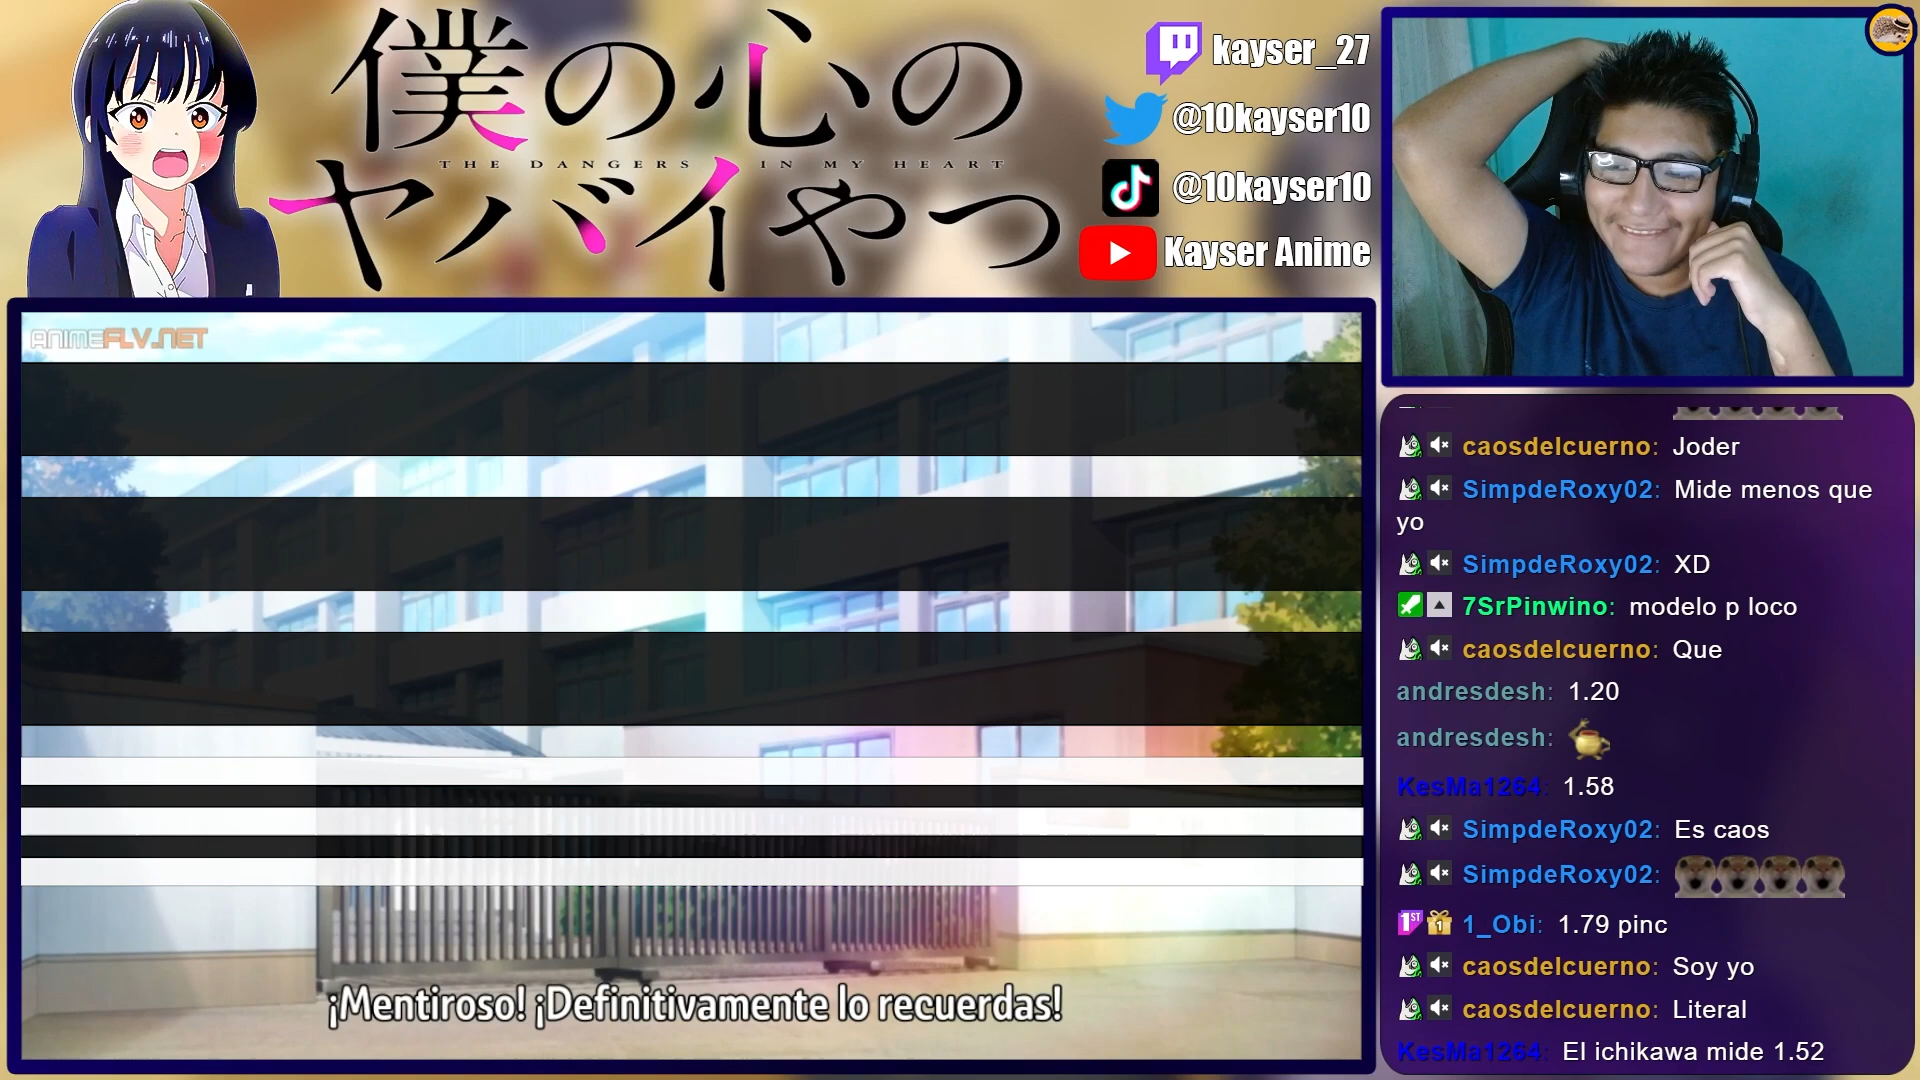 僕の心の
THE DANGERS IN MY HEART
ヤバイやつ
kayser_27
@10kayser10
@10kayser10
Kayser Anime
ANIMEFLV.NET
¡Mentiroso! ¡Definitivamente lo recuerdas!
caosdelcuerno: Joder
SimpdeRoxy02: Mide menos que
yo
SimpdeRoxy02: XD
7SrPinwino: modelo p loco
caosdelcuerno: Que
andresdesh: 1.20
andresdesh:
KesMa1264: 1.58
SimpdeRoxy02: Es caos
SimpdeRoxy02:
1ST 1 1_Obi: 1.79 pinc
caosdelcuerno: Soy yo
caosdelcuerno: Literal
KesMa1264: El ichikawa mide 1.52